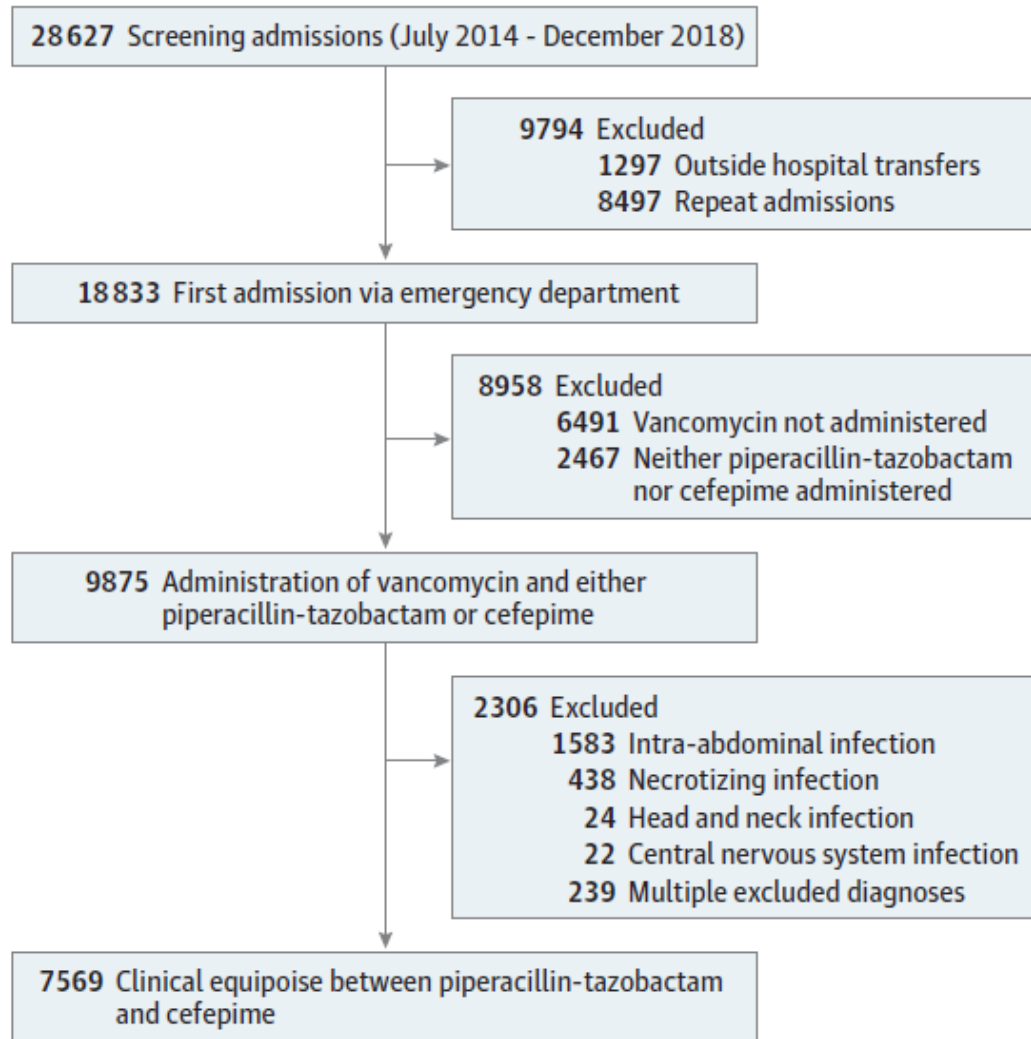 28627 Screening admissions (July 2014 - December 2018)
9794 Excluded
1297 Outside hospital transfers
8497 Repeat admissions
18833 First admission via emergency department
8958 Excluded
6491 Vancomycin not administered
2467 Neither piperacillin-tazobactam
nor cefepime administered
9875 Administration of vancomycin and either
piperacillin-tazobactam or cefepime
2306 Excluded
1583 Intra-abdominal infection
438 Necrotizing infection
24 Head and neck infection
22 Central nervous system infection
239 Multiple excluded diagnoses
7569 Clinical equipoise between piperacillin-tazobactam
and cefepime